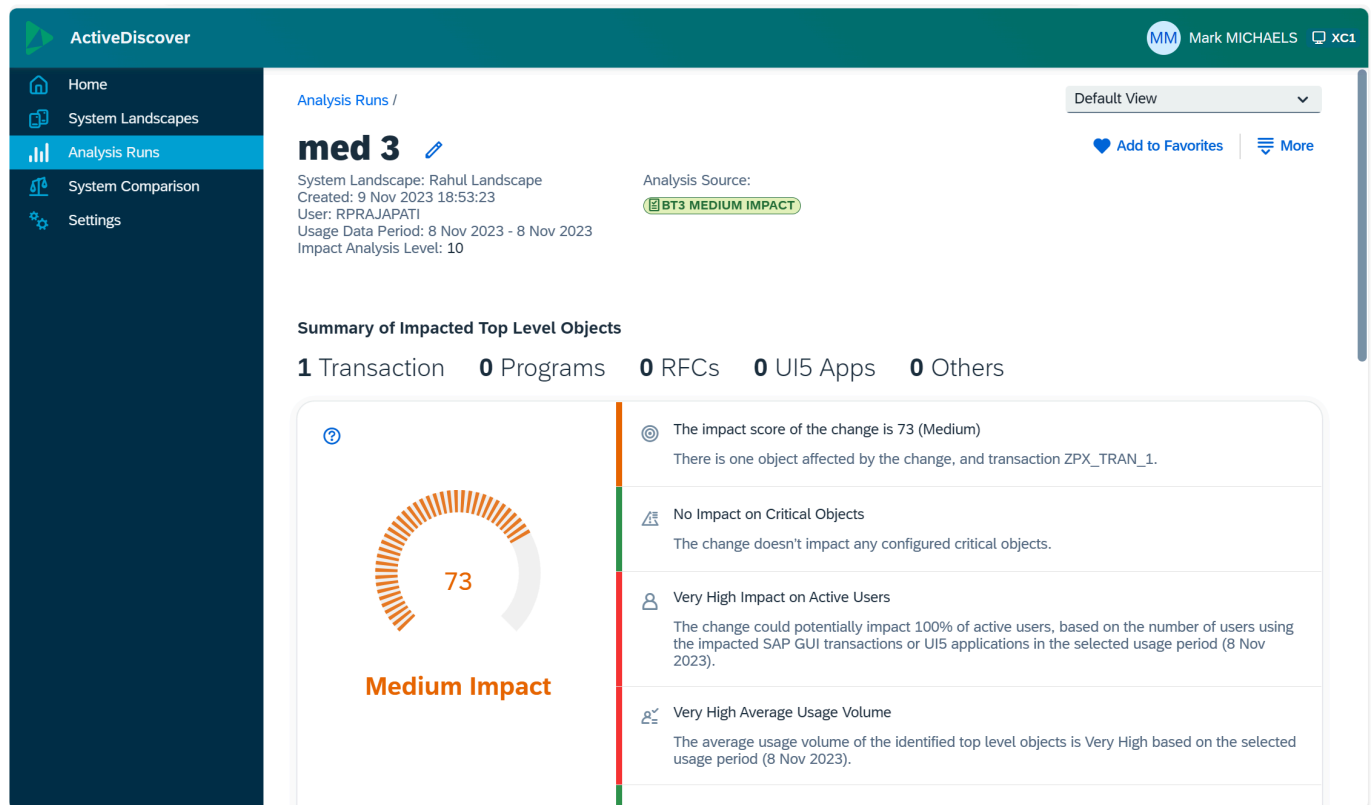 ActiveDiscover
MM Mark MICHAELS XC1
Home
System Landscapes
Analysis Runs
System Comparison
Settings
Analysis Runs /
Default View
med 3
Add to Favorites
More
System Landscape: Rahul Landscape
Created: 9 Nov 2023 18:53:23
User: RPRAJAPATI
Usage Data Period: 8 Nov 2023 - 8 Nov 2023
Impact Analysis Level: 10
Analysis Source:
BT3 MEDIUM IMPACT
Summary of Impacted Top Level Objects
1 Transaction 0 Programs 0 RFCs 0 UI5 Apps 0 Others
73
Medium Impact
The impact score of the change is 73 (Medium)
There is one object affected by the change, and transaction ZPX_TRAN_1.
No Impact on Critical Objects
The change doesn't impact any configured critical objects.
Very High Impact on Active Users
The change could potentially impact 100% of active users, based on the number of users using
the impacted SAP GUI transactions or UI5 applications in the selected usage period (8 Nov
2023).
Very High Average Usage Volume
The average usage volume of the identified top level objects is Very High based on the selected
usage period (8 Nov 2023).